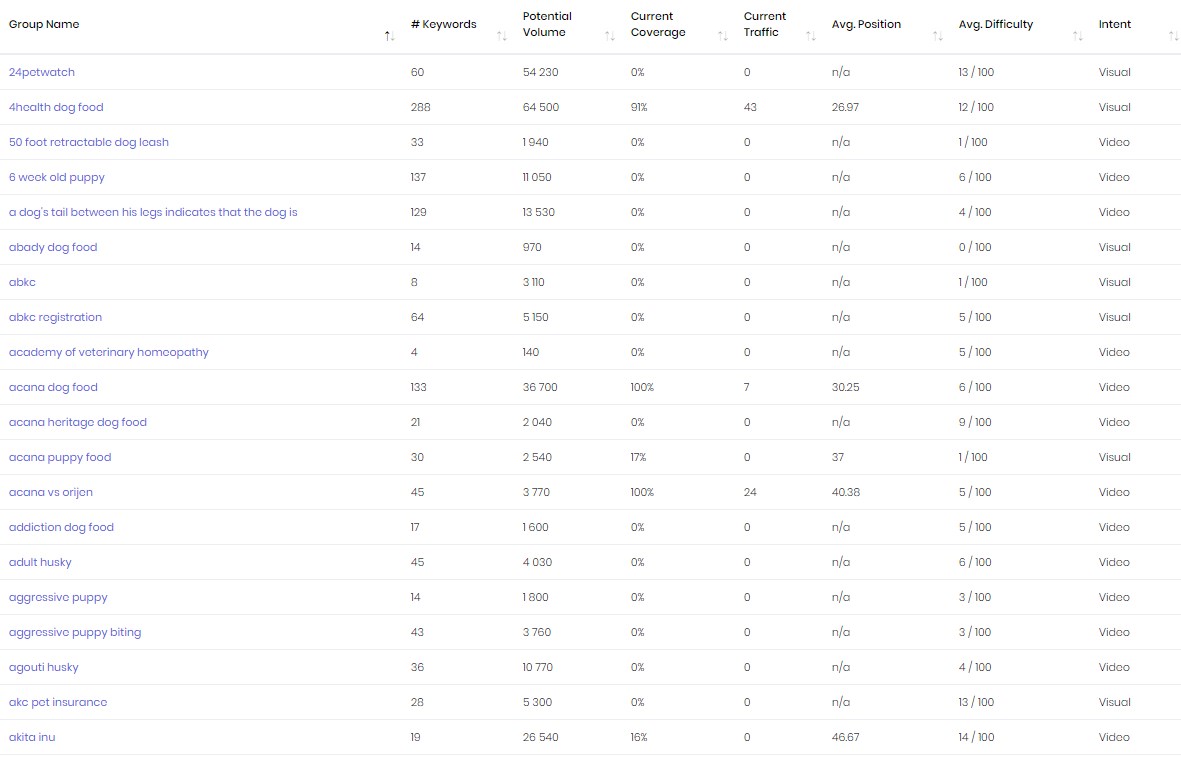 Group Name # Keywords Potential Volume Current Coverage Current Traffic Avg. Position Avg. Difficulty Intent
24petwatch 60 54 230 0% 0 n/a 13 / 100 Visual
4health dog food 288 64 500 91% 43 26.97 12 / 100 Visual
50 foot retractable dog leash 33 1 940 0% 0 n/a 1 / 100 Video
6 week old puppy 137 11 050 0% 0 n/a 6 / 100 Video
a dog's tail between his legs indicates that the dog is 129 13 530 0% 0 n/a 4 / 100 Video
abady dog food 14 970 0% 0 n/a 0 / 100 Visual
abkc 8 3 110 0% 0 n/a 1 / 100 Visual
abkc registration 64 5 150 0% 0 n/a 5 / 100 Visual
academy of veterinary homeopathy 4 140 0% 0 n/a 5 / 100 Video
acana dog food 133 36 700 100% 7 30.25 6 / 100 Video
acana heritage dog food 21 2 040 0% 0 n/a 9 / 100 Video
acana puppy food 30 2 540 17% 0 37 1 / 100 Visual
acana vs orijen 45 3 770 100% 24 40.38 5 / 100 Video
addiction dog food 17 1 600 0% 0 n/a 5 / 100 Video
adult husky 45 4 030 0% 0 n/a 6 / 100 Video
aggressive puppy 14 1 800 0% 0 n/a 3 / 100 Video
aggressive puppy biting 43 3 760 0% 0 n/a 3 / 100 Video
agouti husky 36 10 770 0% 0 n/a 4 / 100 Video
akc pet insurance 28 5 300 0% 0 n/a 13 / 100 Visual
akita inu 19 26 540 16% 0 46.67 14 / 100 Video